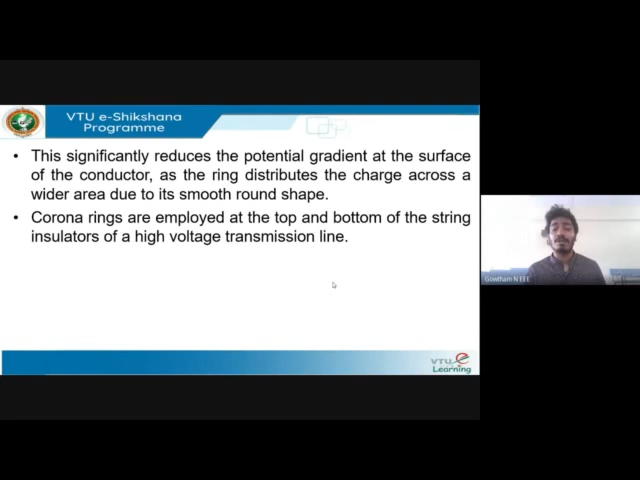 VTU e-Shikshana
Programme
• This significantly reduces the potential gradient at the surface
of the conductor, as the ring distributes the charge across a
wider area due to its smooth round shape.
• Corona rings are employed at the top and bottom of the string
insulators of a high voltage transmission line.
Gowtham N EEE
VTU e
Learning